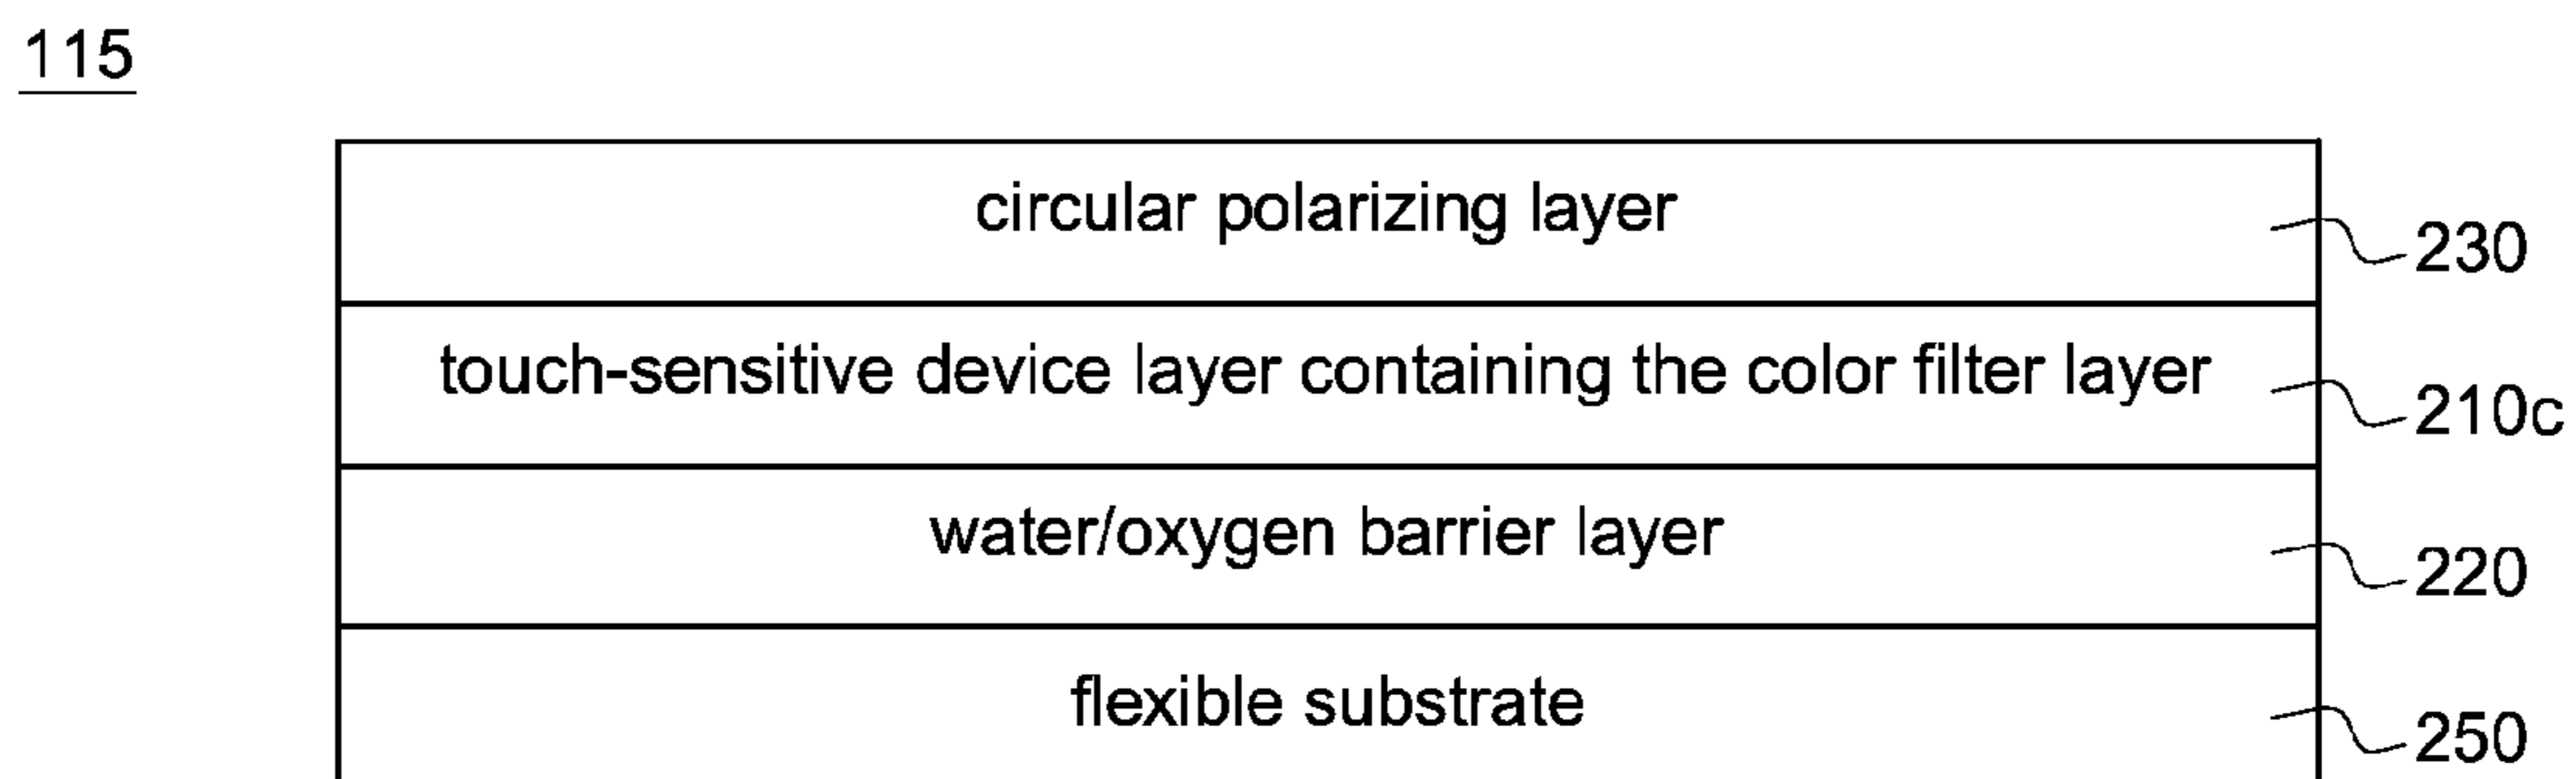 115
circular polarizing layer
230
touch-sensitive device layer containing the color filter layer
210c
water/oxygen barrier layer
220
flexible substrate
250